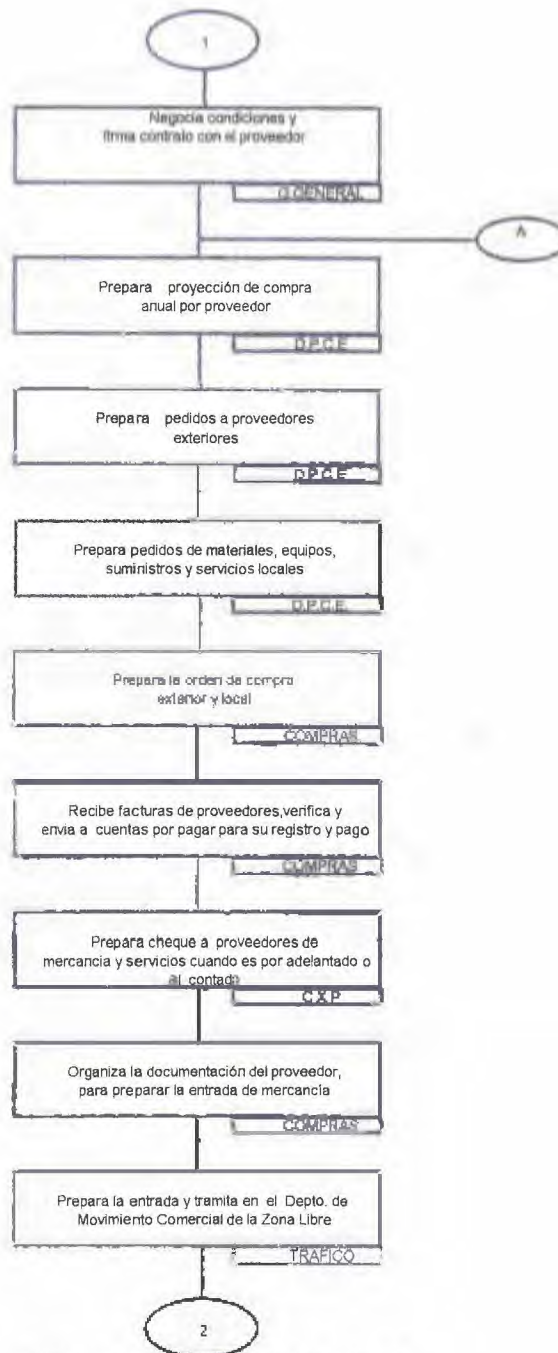 1
Negocia condiciones y
firma contrato con el proveedor
G.GENERAL
A
Prepara proyección de compra
anual por proveedor
D.P.C.E
Prepara pedidos a proveedores
exteriores
D.P.C.E
Prepara pedidos de materiales, equipos,
suministros y servicios locales
D.P.C.E.
Prepara la orden de compra
exterior y local
COMPRAS
Recibe facturas de proveedores,verifica y
envia a cuentas por pagar para su registro y pago
COMPRAS
Prepara cheque a proveedores de
mercancia y servicios cuando es por adelantado o
al contado
C.X.P
Organiza la documentación del proveedor,
para preparar la entrada de mercancia
COMPRAS
Prepara la entrada y tramita en el Depto. de
Movimiento Comercial de la Zona Libre
TRAFICO
2